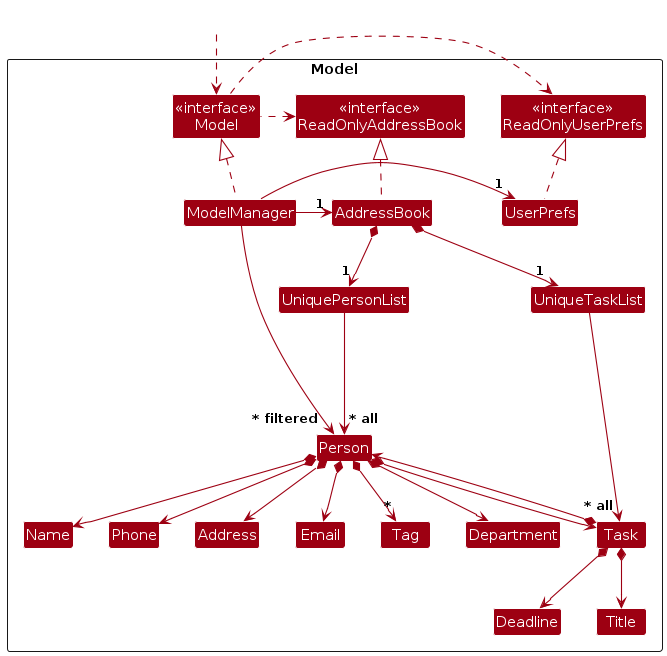 Model
«interface»
Model
«interface»
ReadOnlyAddressBook
«interface»
ReadOnlyUserPrefs
1
1
ModelManager
AddressBook
UserPrefs
1
1
UniquePersonList
UniqueTaskList
* filtered
* all
Person
* all
*
Name
Phone
Address
Email
Tag
Department
Task
Deadline
Title